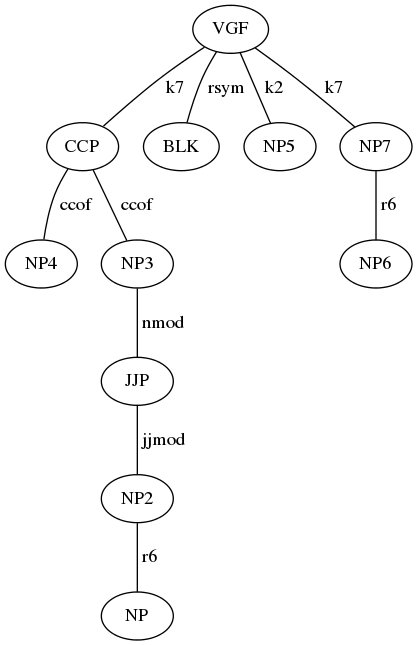 VGF
k7 rsym k2 k7
CCP BLK NP5 NP7
ccof ccof r6
NP4 NP3 NP6
nmod
JJP
jjmod
NP2
r6
NP